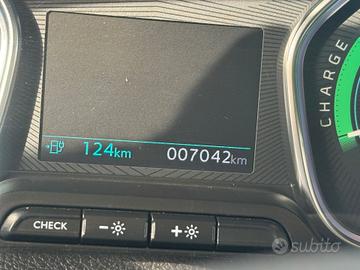 CHARGE
124km
007042km
CHECK
-
+
subito